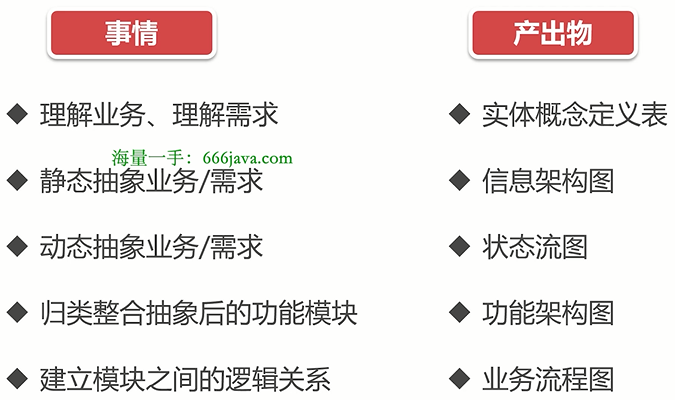 事情
产出物
◆ 理解业务、理解需求
◆ 实体概念定义表
海量一手：666java.com
◆ 静态抽象业务/需求
◆ 信息架构图
◆ 动态抽象业务/需求
◆ 状态流图
◆ 归类整合抽象后的功能模块
◆ 功能架构图
◆ 建立模块之间的逻辑关系
◆ 业务流程图